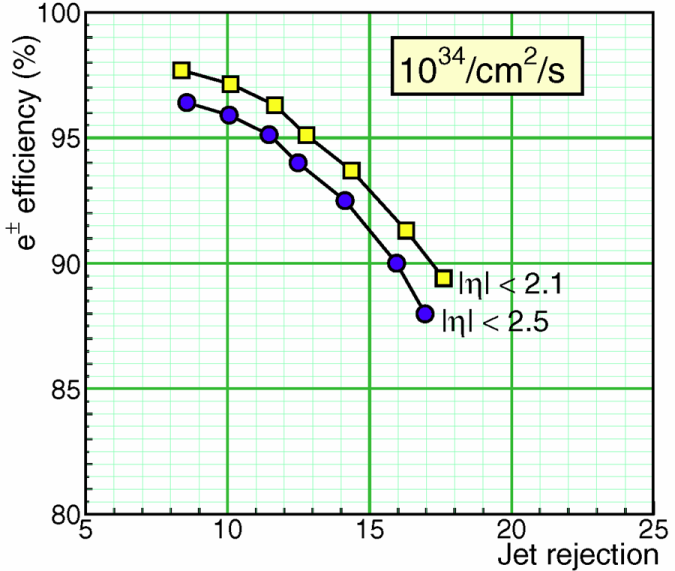 100
95
90
85
80
e± efficiency (%)
10³⁴/cm²/s
|η| < 2.1
|η| < 2.5
5 10 15 20 25
Jet rejection